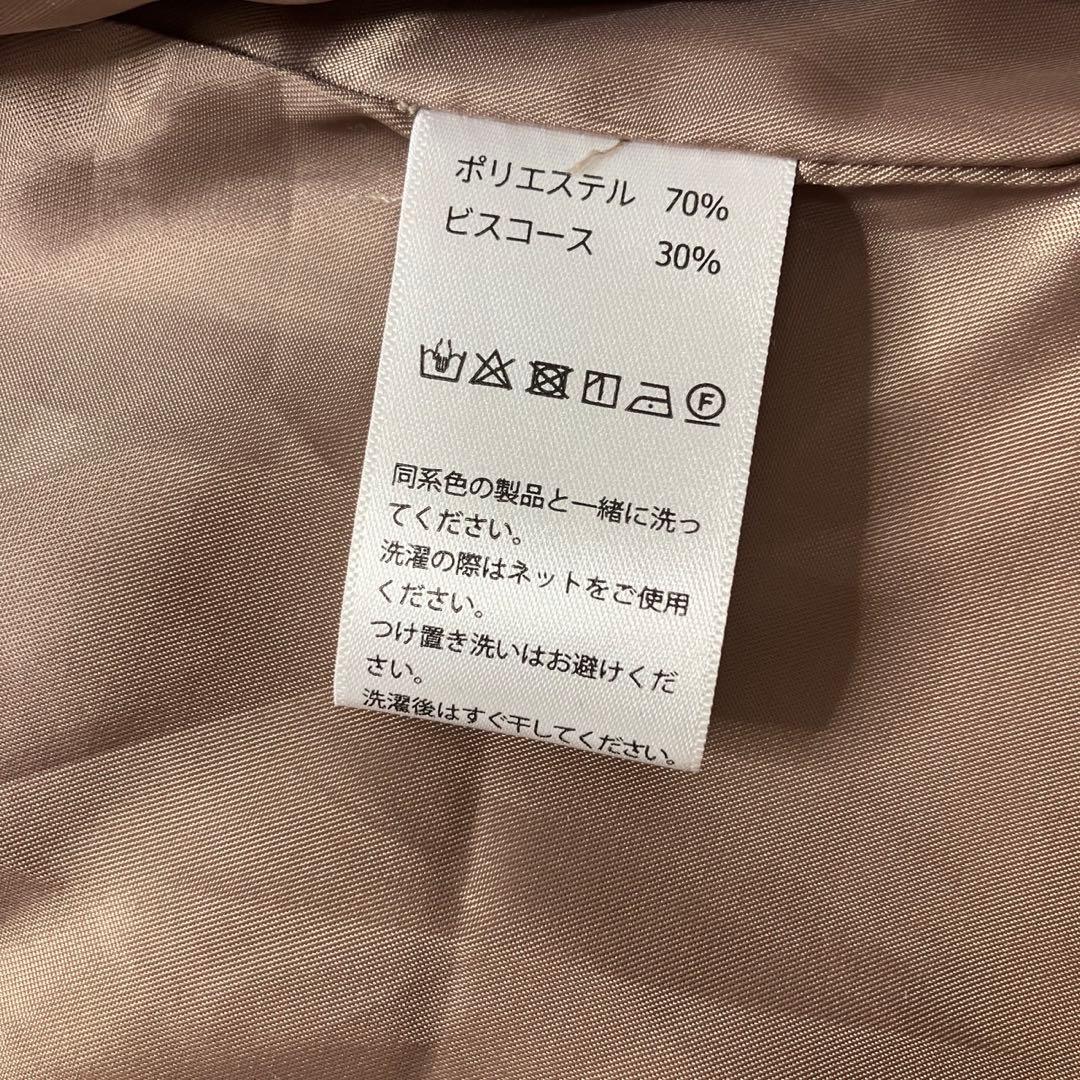 ポリエステル 70%
ビスコース 30%
F
同系色の製品と一緒に洗っ
てください。
洗濯の際はネットをご使用
ください。
つけ置き洗いはお避けくだ
さい。
洗濯後はすぐ干してください。